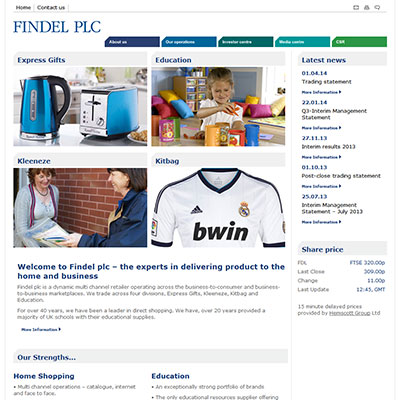 Home Contact us
FINDEL PLC
About us Our operations Investor centre Media centre CSR
Express Gifts
Education
Kleeneze
Kitbag
bwin
Welcome to Findel plc – the experts in delivering product to the
home and business
Findel plc is a dynamic multi channel retailer operating across the business-to-consumer and business-
to-business marketplaces. We trade across four divisions, Express Gifts, Kleeneze, Kitbag and
Education.
For over 40 years, we have been a leader in direct shopping. We have, over 20 years provided a
majority of UK schools with their educational supplies.
More Information
Our Strengths...
Home Shopping
• Multi channel operations – catalogue, internet
and face to face.
Education
• An exceptionally strong portfolio of brands
• The only educational resources supplier offering
Latest news
01.04.14
Trading statement
More Information
22.01.14
Q3-Interim Management
Statement
More Information
27.11.13
Interim results 2013
More Information
01.10.13
Post-close trading statement
More Information
25.07.13
Interim Management
Statement - July 2013
More Information
Share price
FDL FTSE 320.00p
Last Close 309.00p
Change 11.00p
Last Update 12:45, GMT
15 minute delayed prices
provided by Hemscott Group Ltd